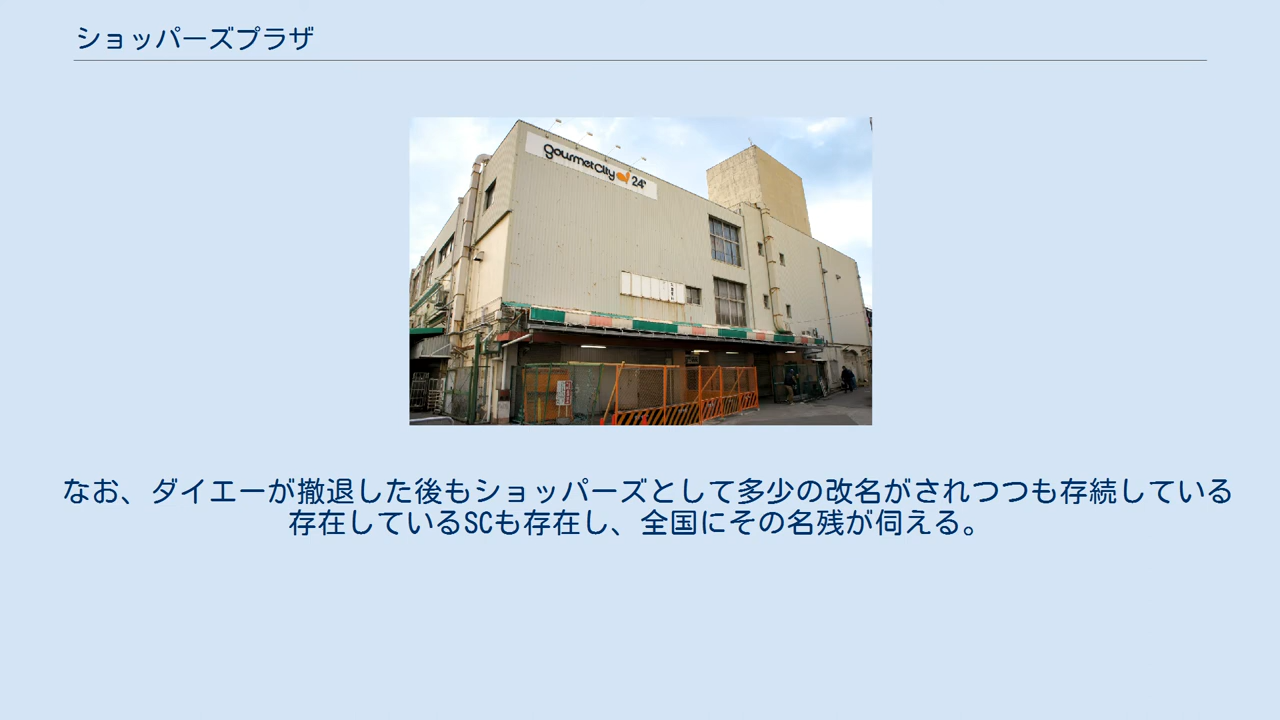 ショッパーズプラザ
gourmetCity 24°
なお、ダイエーが撤退した後もショッパーズとして多少の改名がされつつも存続している
存在しているSCも存在し、全国にその名残が伺える。